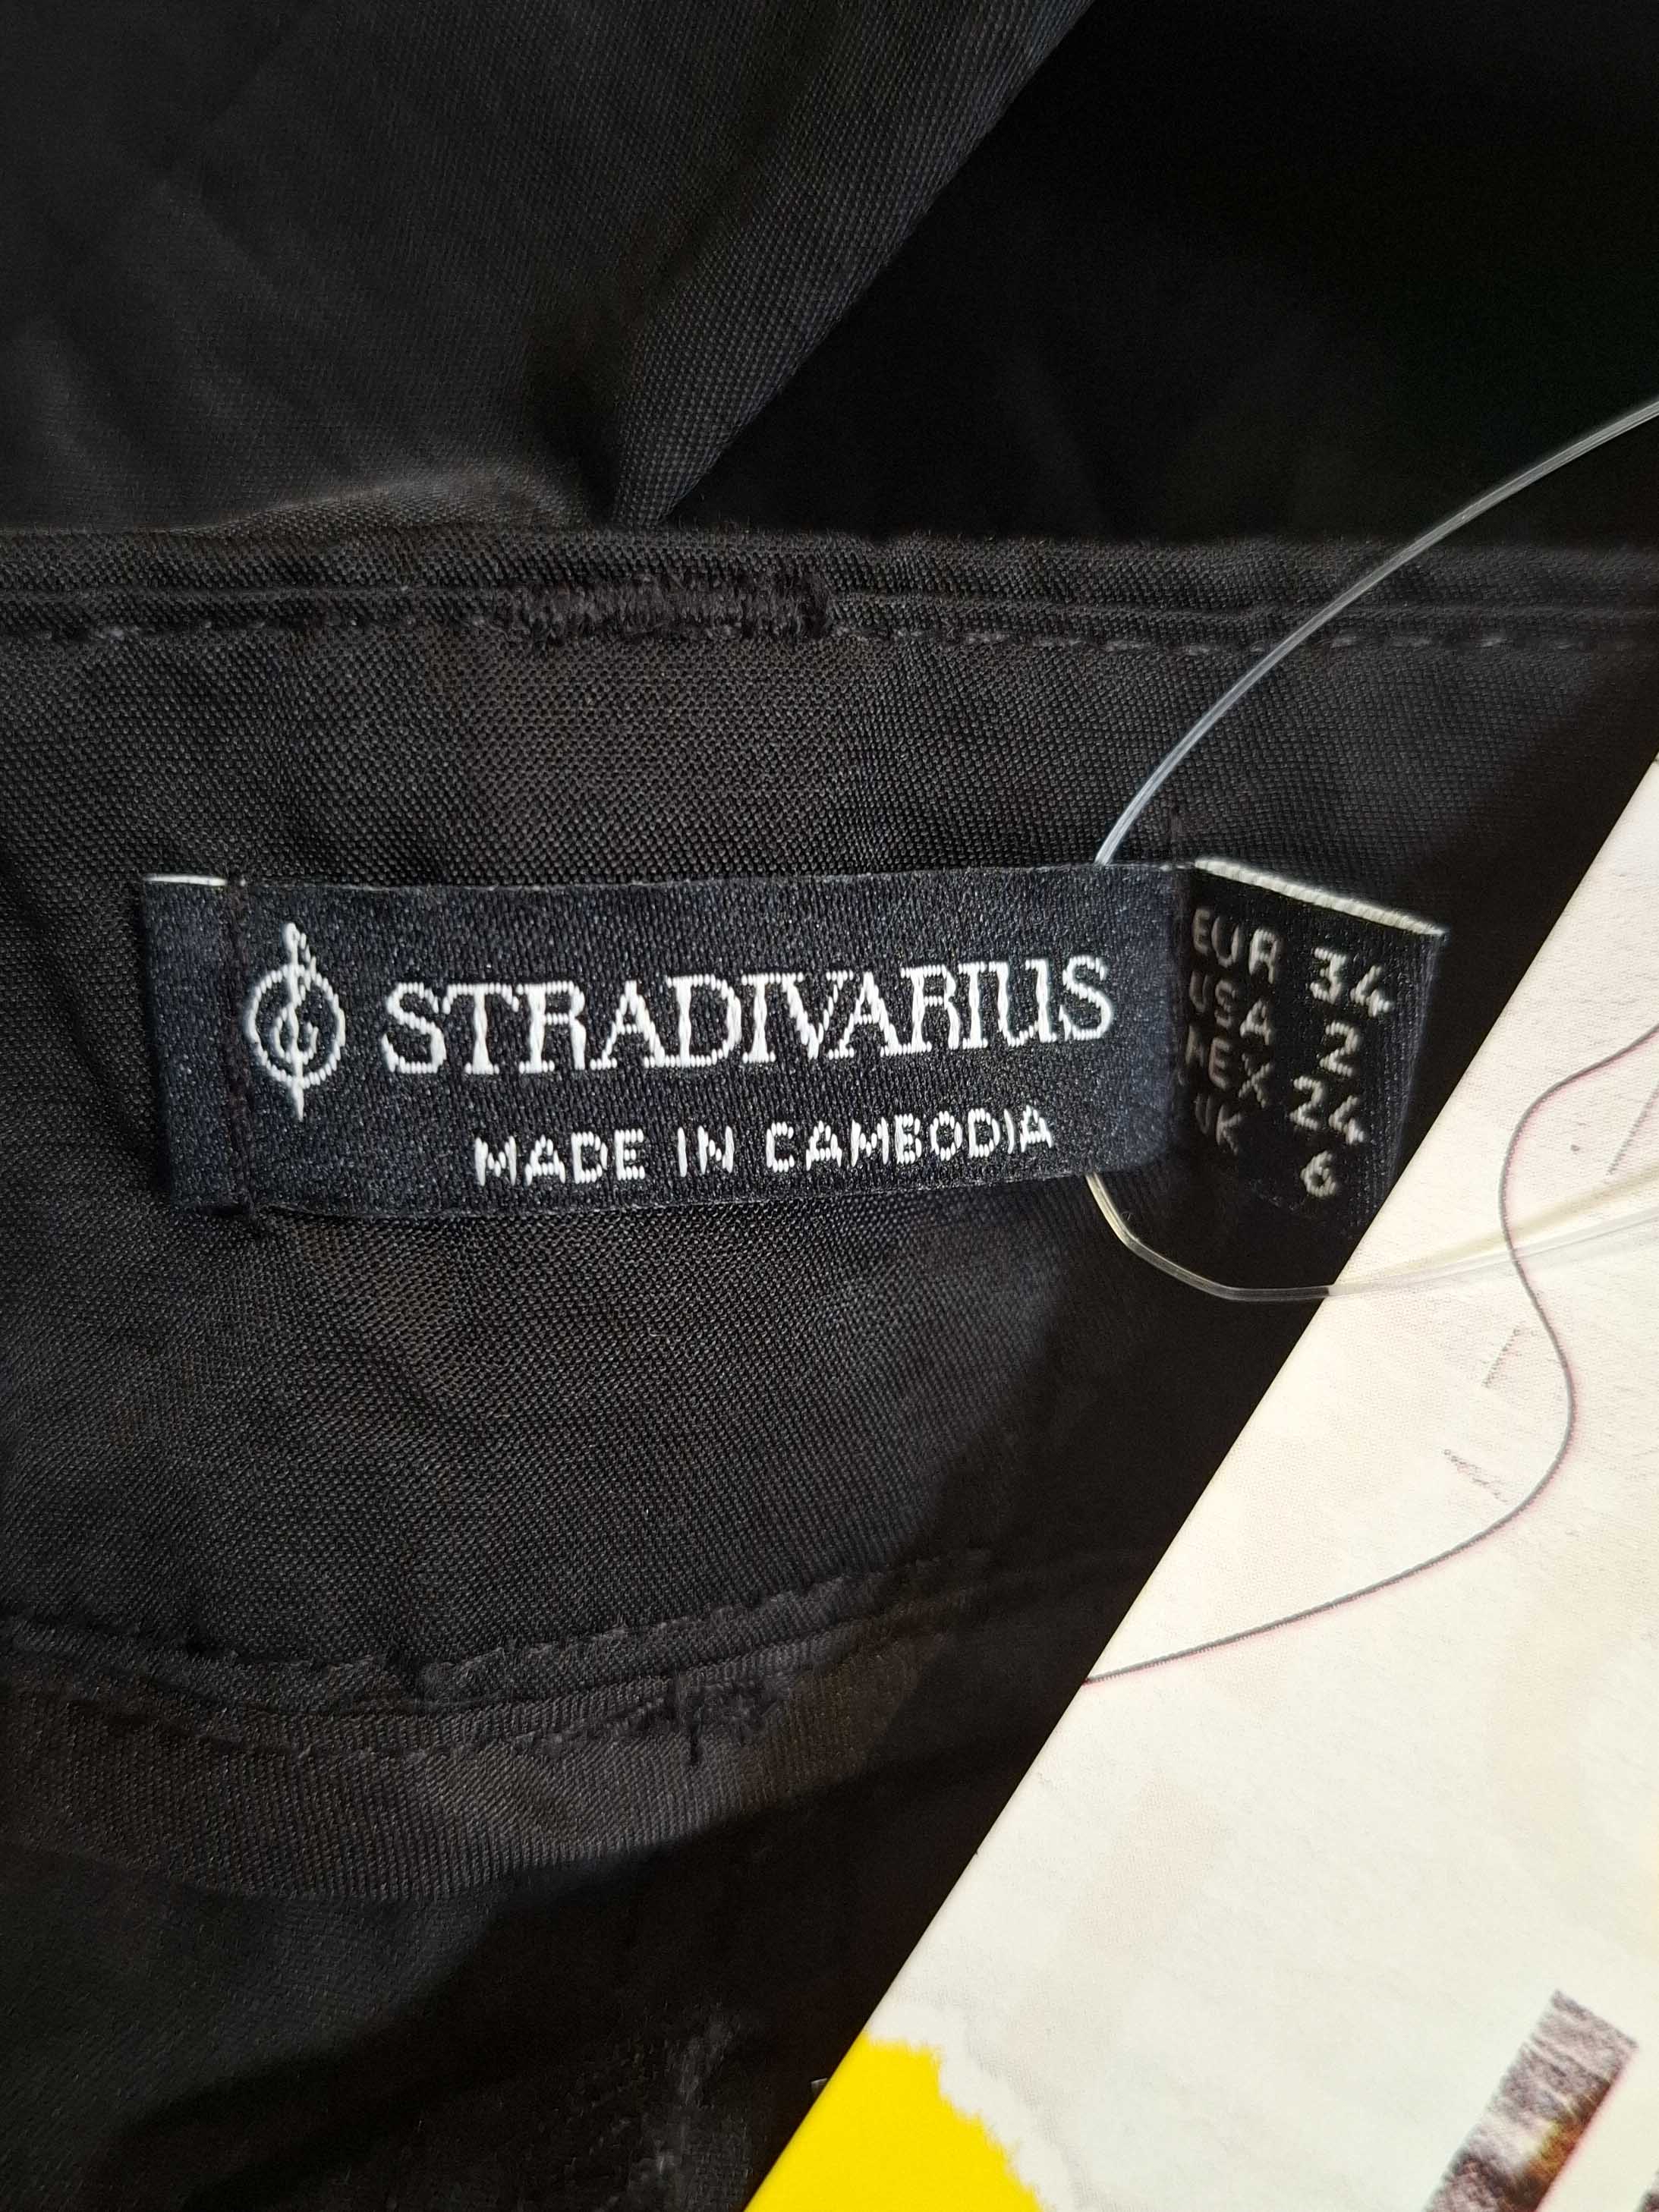 STRADIVARIUS
MADE IN CAMBODIA
EUR 34
USA 2
MEX 24
UK 6